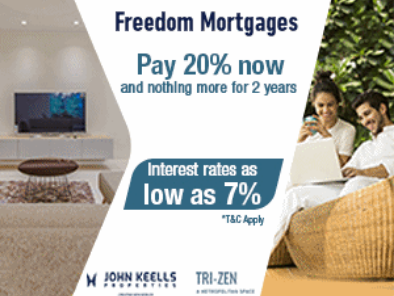 Freedom Mortgages
Pay 20% now
and nothing more for 2 years
Interest rates as
low as 7%
*T&C Apply
JOHN KEELLS
PROPERTIES
TRI-ZEN
A METROPOLITAN SPACE